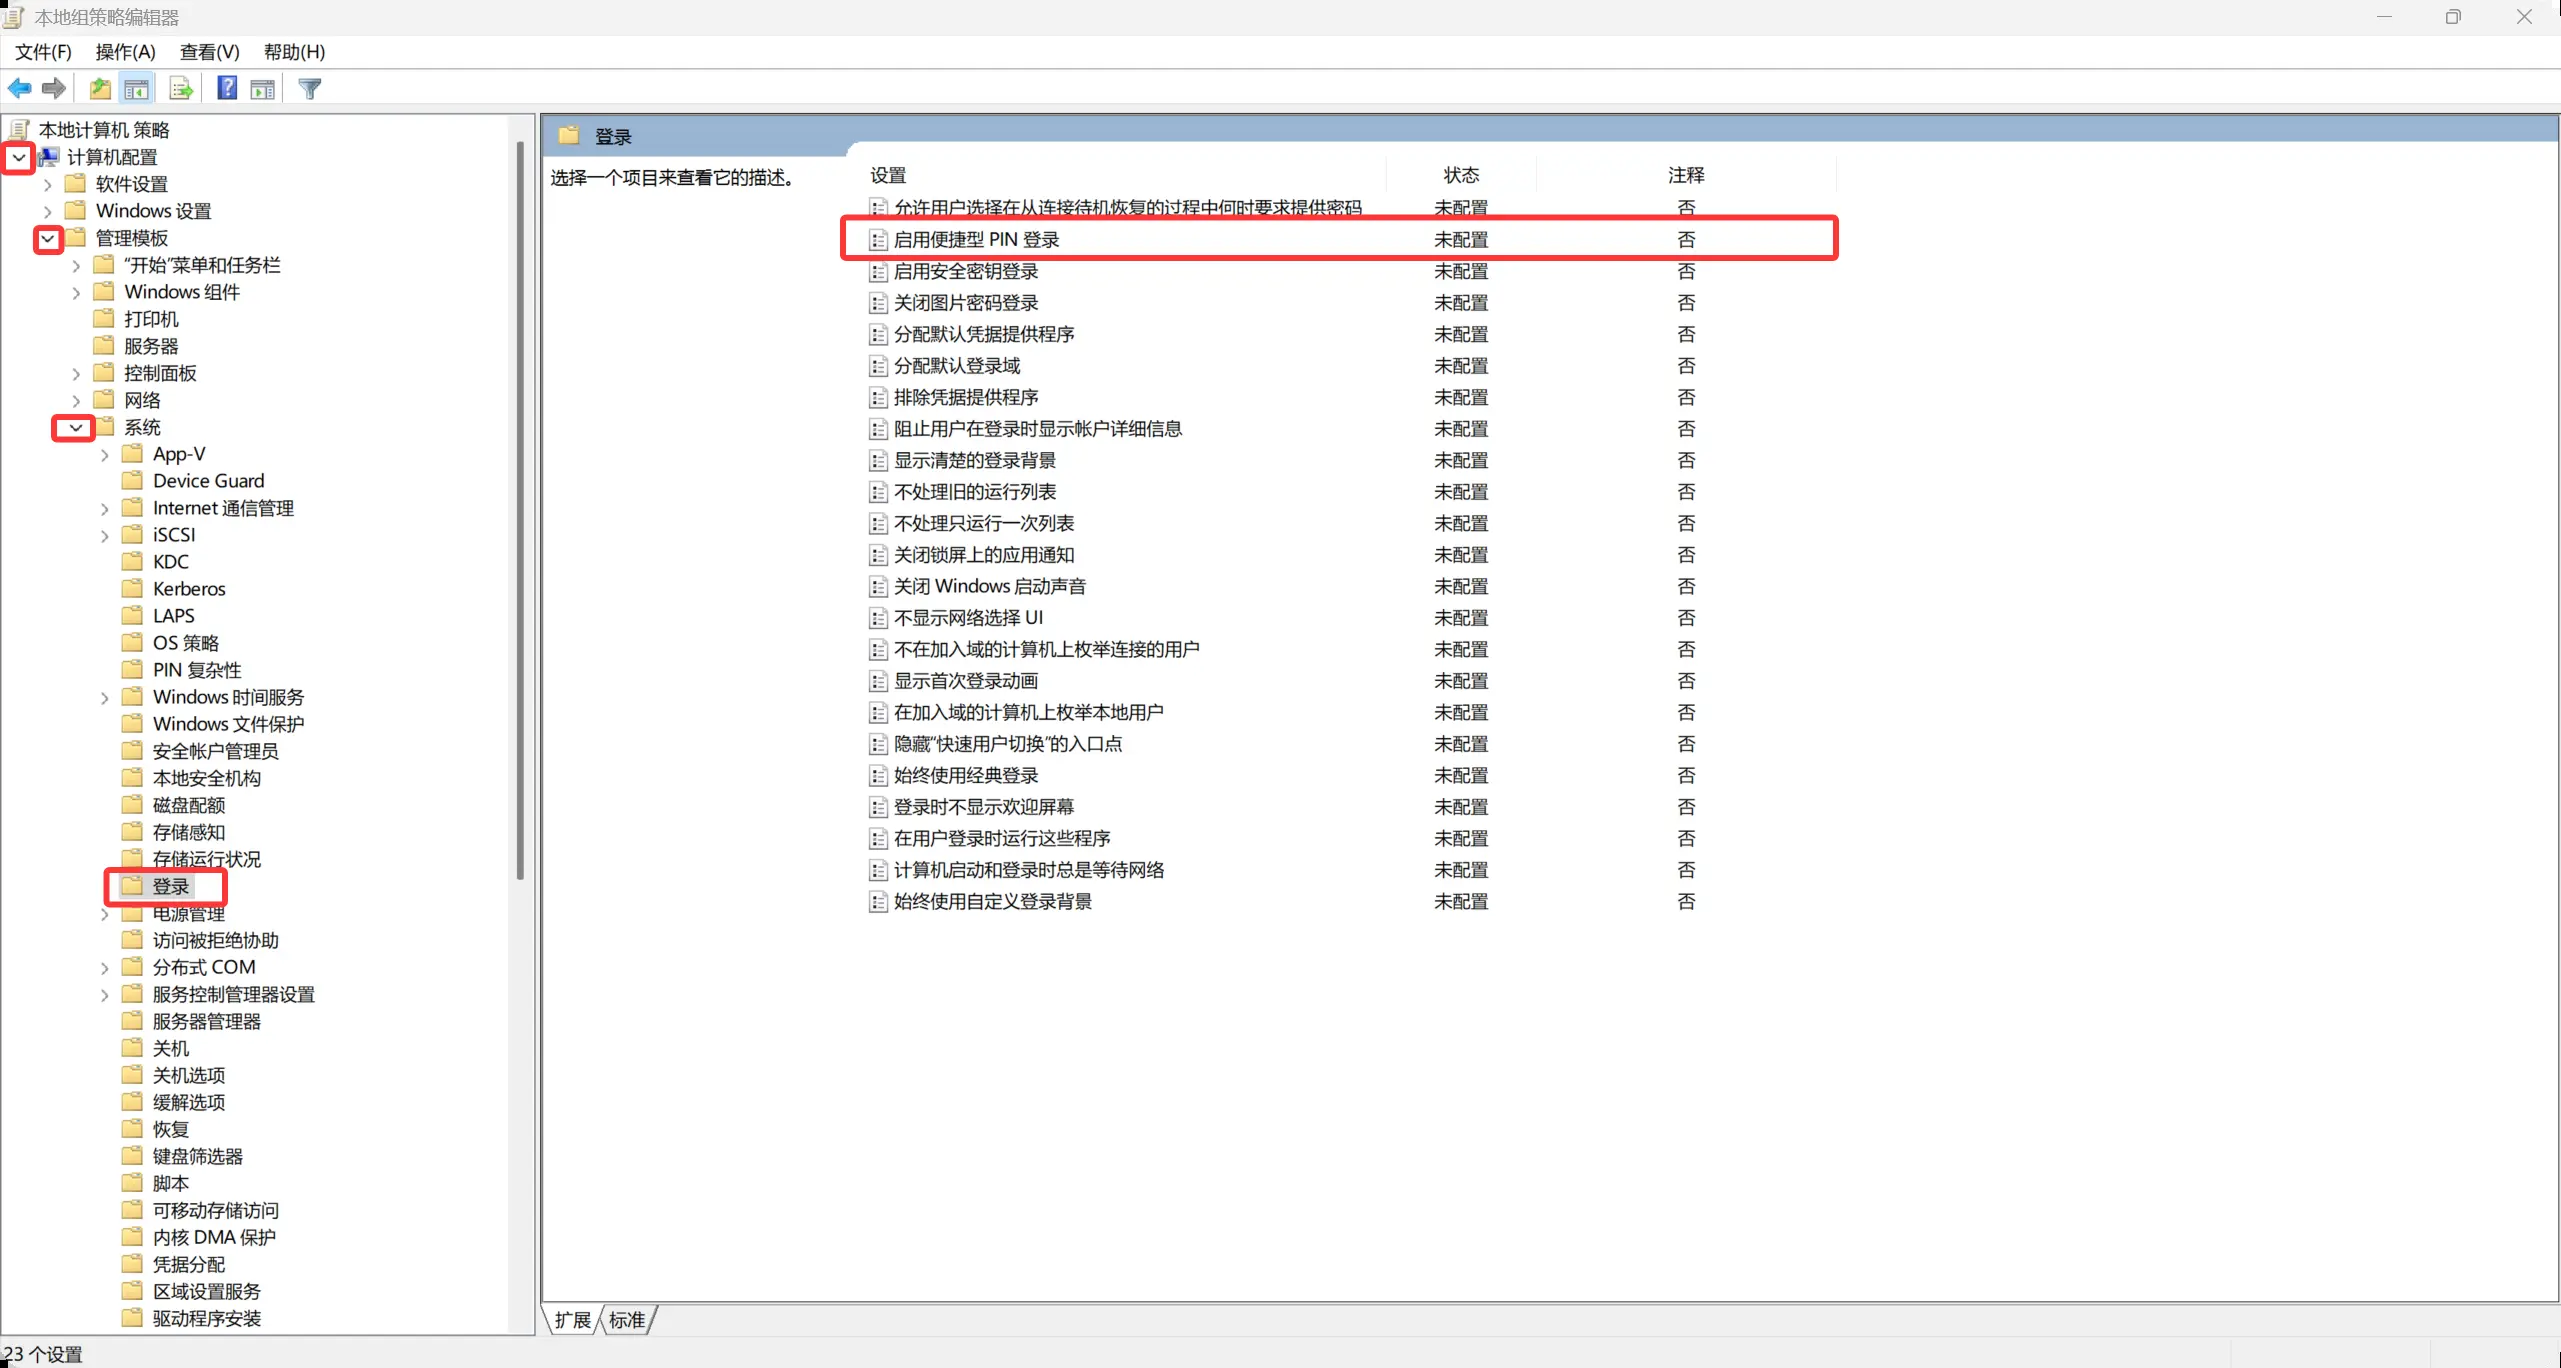 本地组策略编辑器
文件(F) 操作(A) 查看(V) 帮助(H)
本地计算机 策略
计算机配置
软件设置
Windows 设置
管理模板
“开始”菜单和任务栏
Windows 组件
打印机
服务器
控制面板
网络
系统
App-V
Device Guard
Internet 通信管理
iSCSI
KDC
Kerberos
LAPS
OS 策略
PIN 复杂性
Windows 时间服务
Windows 文件保护
安全帐户管理员
本地安全机构
磁盘配额
存储感知
存储运行状况
登录
电源管理
访问被拒绝协助
分布式 COM
服务控制管理器设置
服务器管理器
关机
关机选项
缓解选项
恢复
键盘筛选器
脚本
可移动存储访问
内核 DMA 保护
凭据分配
区域设置服务
驱动程序安装
登录
选择一个项目来查看它的描述。
设置 状态 注释
允许用户选择在从连接待机恢复的过程中何时要求提供密码 未配置 否
启用便捷型 PIN 登录 未配置 否
启用安全密钥登录 未配置 否
关闭图片密码登录 未配置 否
分配默认凭据提供程序 未配置 否
分配默认登录域 未配置 否
排除凭据提供程序 未配置 否
阻止用户在登录时显示帐户详细信息 未配置 否
显示清楚的登录背景 未配置 否
不处理旧的运行列表 未配置 否
不处理只运行一次列表 未配置 否
关闭锁屏上的应用通知 未配置 否
关闭 Windows 启动声音 未配置 否
不显示网络选择 UI 未配置 否
不在加入域的计算机上枚举连接的用户 未配置 否
显示首次登录动画 未配置 否
在加入域的计算机上枚举本地用户 未配置 否
隐藏“快速用户切换”的入口点 未配置 否
始终使用经典登录 未配置 否
登录时不显示欢迎屏幕 未配置 否
在用户登录时运行这些程序 未配置 否
计算机启动和登录时总是等待网络 未配置 否
始终使用自定义登录背景 未配置 否
扩展 标准
23 个设置